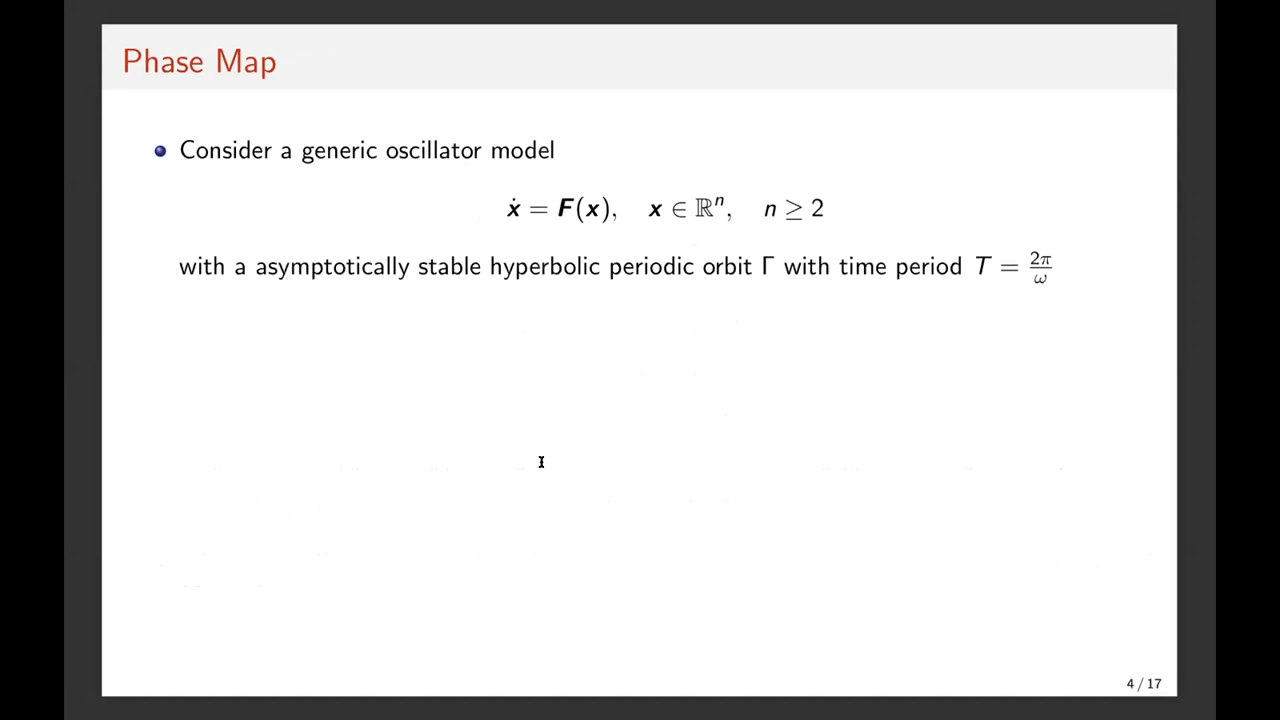 Phase Map
Consider a generic oscillator model
ẋ = F(x), x ∈ ℝⁿ, n ≥ 2
with a asymptotically stable hyperbolic periodic orbit Γ with time period T = 2π/ω
4 / 17